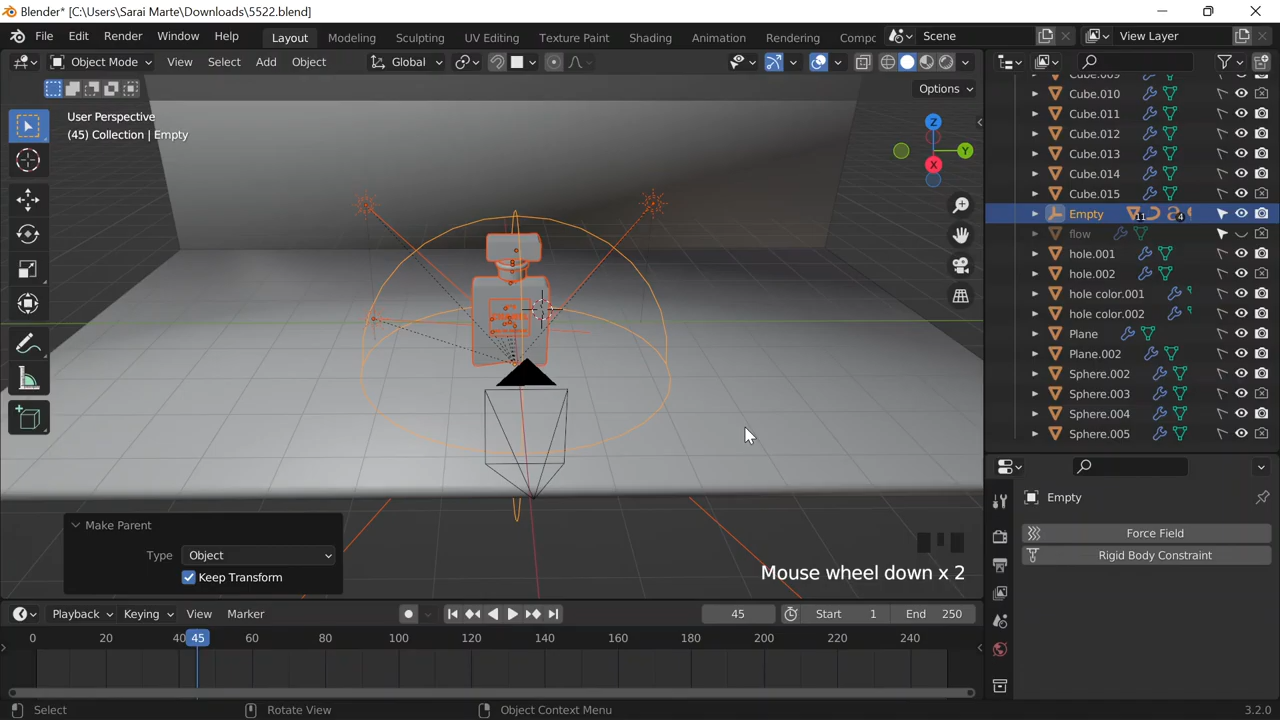 Blender* [C:\Users\Sarai Marte\Downloads\5522.blend]
File Edit Render Window Help Layout Modeling Sculpting UV Editing Texture Paint Shading Animation Rendering Compc Scene View Layer
Object Mode View Select Add Object Global
Options
User Perspective
(45) Collection | Empty
Z
Y
X
Cube.009
Cube.010
Cube.011
Cube.012
Cube.013
Cube.014
Cube.015
Empty 11 4
flow
hole.001
hole.002
hole color.001
hole color.002
Plane
Plane.002
Sphere.002
Sphere.003
Sphere.004
Sphere.005
Empty
Force Field
Rigid Body Constraint
Make Parent
Type Object
Keep Transform
Mouse wheel down x 2
Playback Keying View Marker 45 Start 1 End 250
0 20 40 45 60 80 100 120 140 160 180 200 220 240
Select Rotate View Object Context Menu 3.2.0